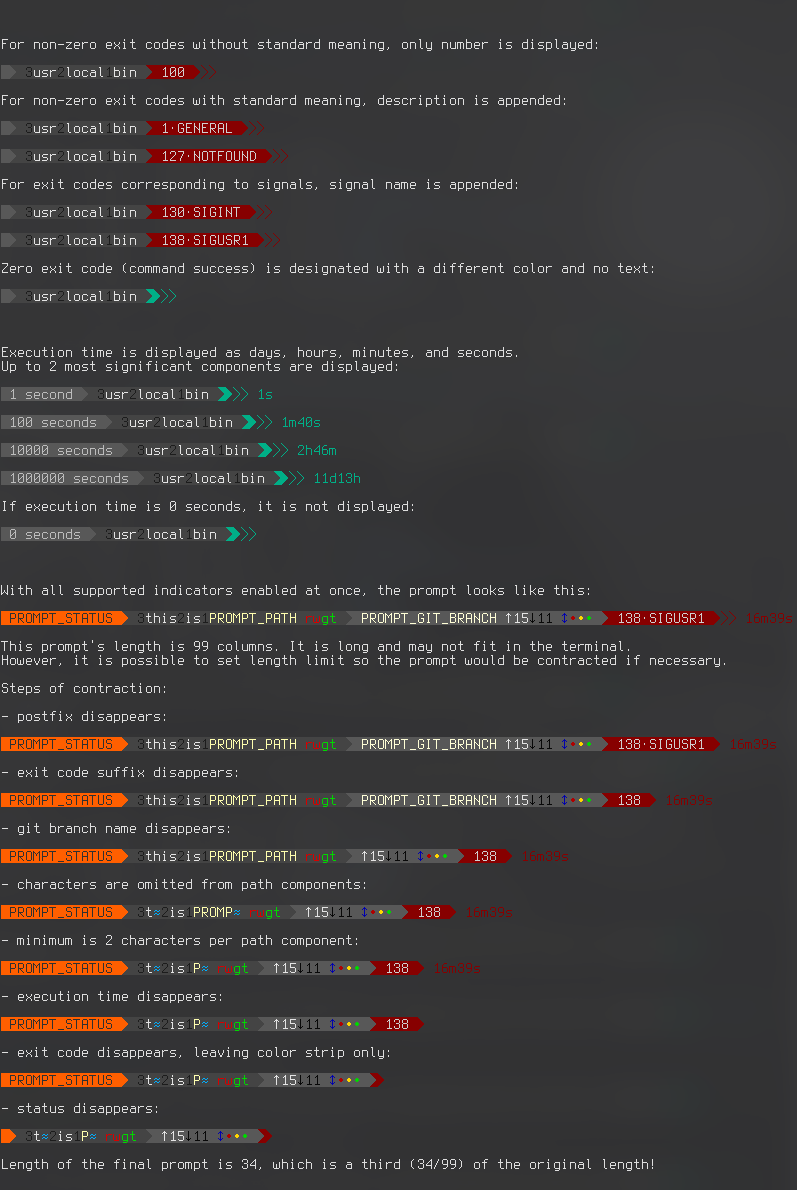 For non-zero exit codes without standard meaning, only number is displayed:
3usr2local1bin 100
For non-zero exit codes with standard meaning, description is appended:
3usr2local1bin 1·GENERAL
3usr2local1bin 127·NOTFOUND
For exit codes corresponding to signals, signal name is appended:
3usr2local1bin 130·SIGINT
3usr2local1bin 138·SIGUSR1
Zero exit code (command success) is designated with a different color and no text:
3usr2local1bin
Execution time is displayed as days, hours, minutes, and seconds.
Up to 2 most significant components are displayed:
1 second 3usr2local1bin 1s
100 seconds 3usr2local1bin 1m40s
10000 seconds 3usr2local1bin 2h46m
1000000 seconds 3usr2local1bin 11d13h
If execution time is 0 seconds, it is not displayed:
0 seconds 3usr2local1bin
With all supported indicators enabled at once, the prompt looks like this:
PROMPT_STATUS 3this2is1PROMPT_PATH gt PROMPT_GIT_BRANCH ↑15↓11 ↕••• 138·SIGUSR1 16m39s
This prompt's length is 99 columns. It is long and may not fit in the terminal.
However, it is possible to set length limit so the prompt would be contracted if necessary.
Steps of contraction:
- postfix disappears:
PROMPT_STATUS 3this2is1PROMPT_PATH gt PROMPT_GIT_BRANCH ↑15↓11 ↕••• 138·SIGUSR1 16m39s
- exit code suffix disappears:
PROMPT_STATUS 3this2is1PROMPT_PATH gt PROMPT_GIT_BRANCH ↑15↓11 ↕••• 138 16m39s
- git branch name disappears:
PROMPT_STATUS 3this2is1PROMPT_PATH gt ↑15↓11 ↕••• 138 16m39s
- characters are omitted from path components:
PROMPT_STATUS 3t≈2is1PROMP≈ gt ↑15↓11 ↕••• 138 16m39s
- minimum is 2 characters per path component:
PROMPT_STATUS 3t≈2is1P≈ gt ↑15↓11 ↕••• 138 16m39s
- execution time disappears:
PROMPT_STATUS 3t≈2is1P≈ gt ↑15↓11 ↕••• 138
- exit code disappears, leaving color strip only:
PROMPT_STATUS 3t≈2is1P≈ gt ↑15↓11 ↕•••
- status disappears:
3t≈2is1P≈ gt ↑15↓11 ↕•••
Length of the final prompt is 34, which is a third (34/99) of the original length!